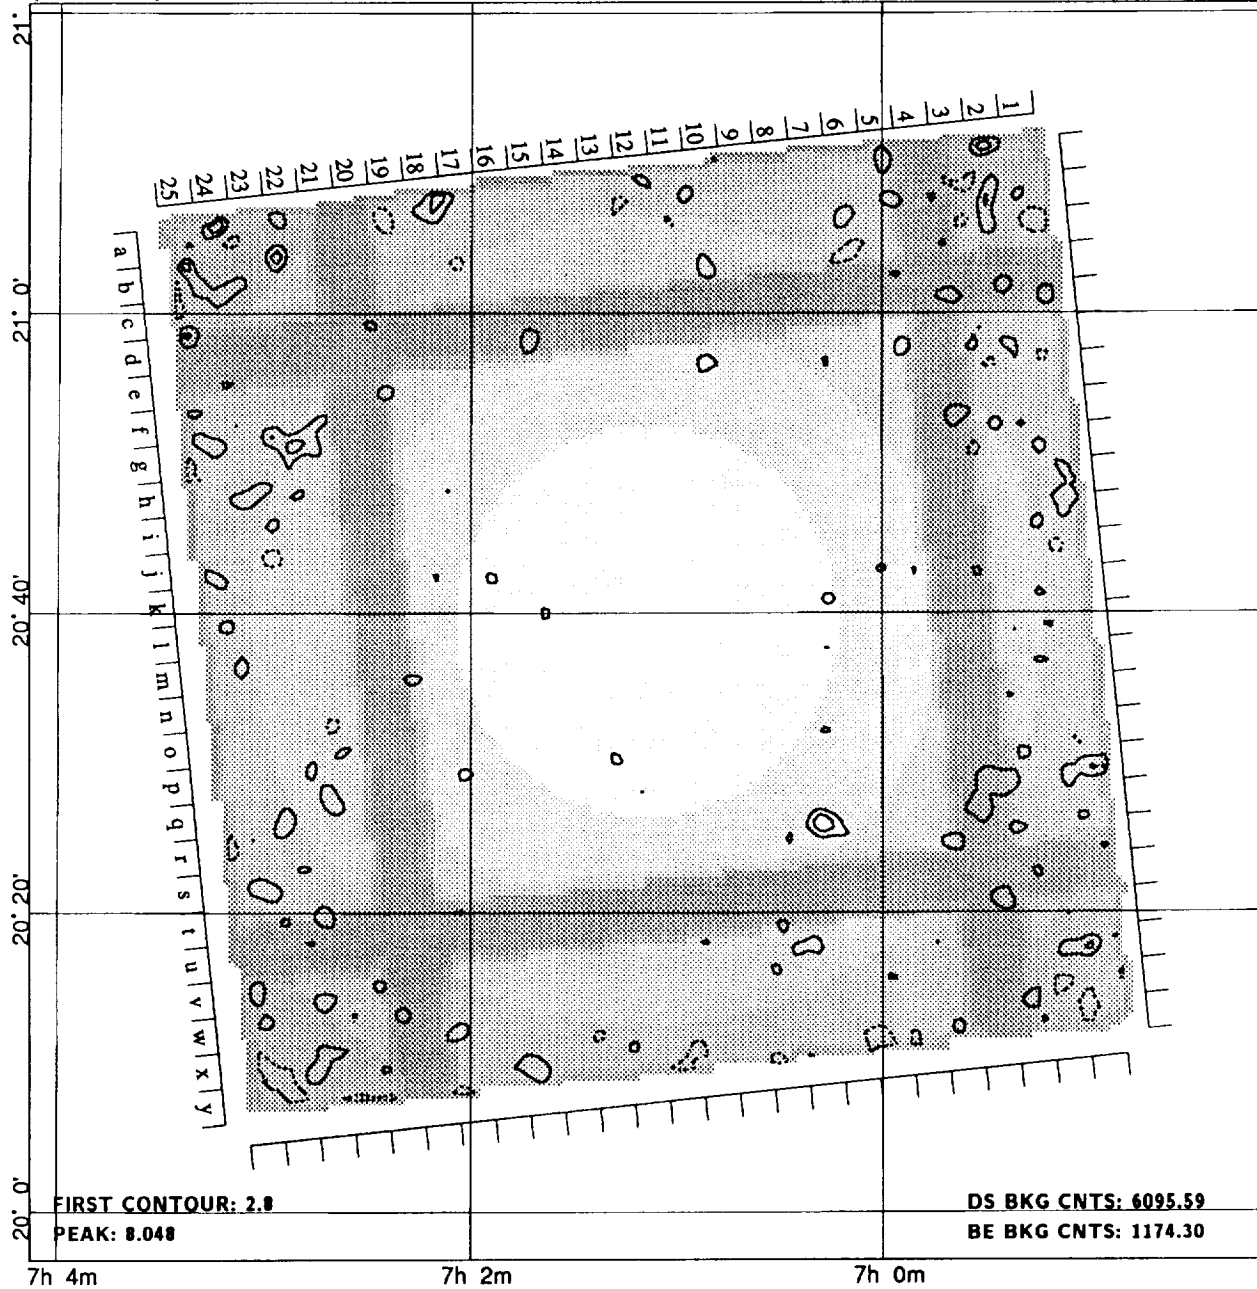 21°
1 2 3 4 5 6 7 8 9 10 11 12 13 14 15 16 17 18 19 20 21 22 23 24 25
a b c d e f g h i j k l m n o p q r s t u v w x y
21° 0'
20° 40'
20° 20'
20° 0'
FIRST CONTOUR: 2.8
PEAK: 8.048
DS BKG CNTS: 6095.59
BE BKG CNTS: 1174.30
7h 4m
7h 2m
7h 0m